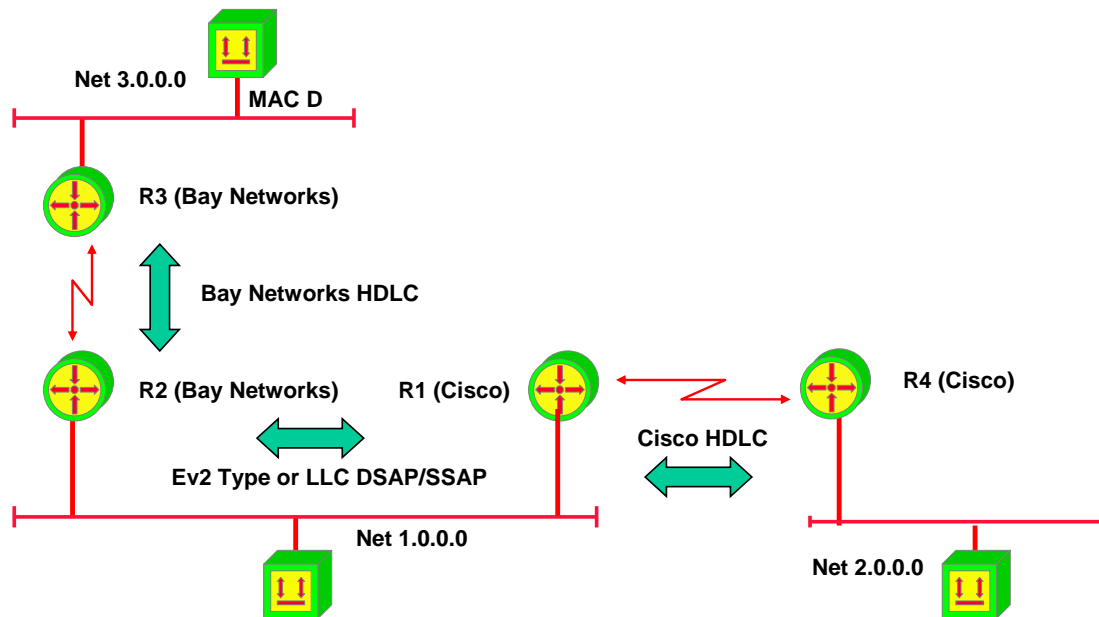 Net 3.0.0.0
MAC D
R3 (Bay Networks)
Bay Networks HDLC
R2 (Bay Networks)
R1 (Cisco)
R4 (Cisco)
Cisco HDLC
Ev2 Type or LLC DSAP/SSAP
Net 1.0.0.0
Net 2.0.0.0